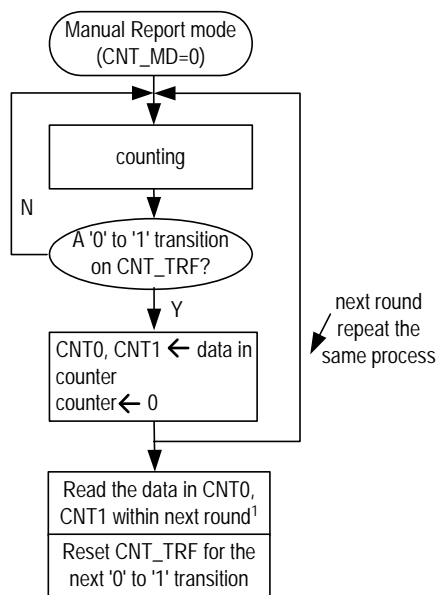 Manual Report mode
(CNT_MD=0)
counting
N
A '0' to '1' transition
on CNT_TRF?
Y
next round
repeat the
same process
CNT0, CNT1 ← data in
counter
counter ← 0
Read the data in CNT0,
CNT1 within next round¹
Reset CNT_TRF for the
next '0' to '1' transition